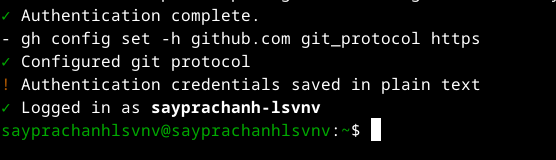 ✓ Authentication complete.
- gh config set -h github.com git_protocol https
✓ Configured git protocol
! Authentication credentials saved in plain text
✓ Logged in as sayprachanh-lsvnv
sayprachanhlsvnv@sayprachanhlsvnv:~$